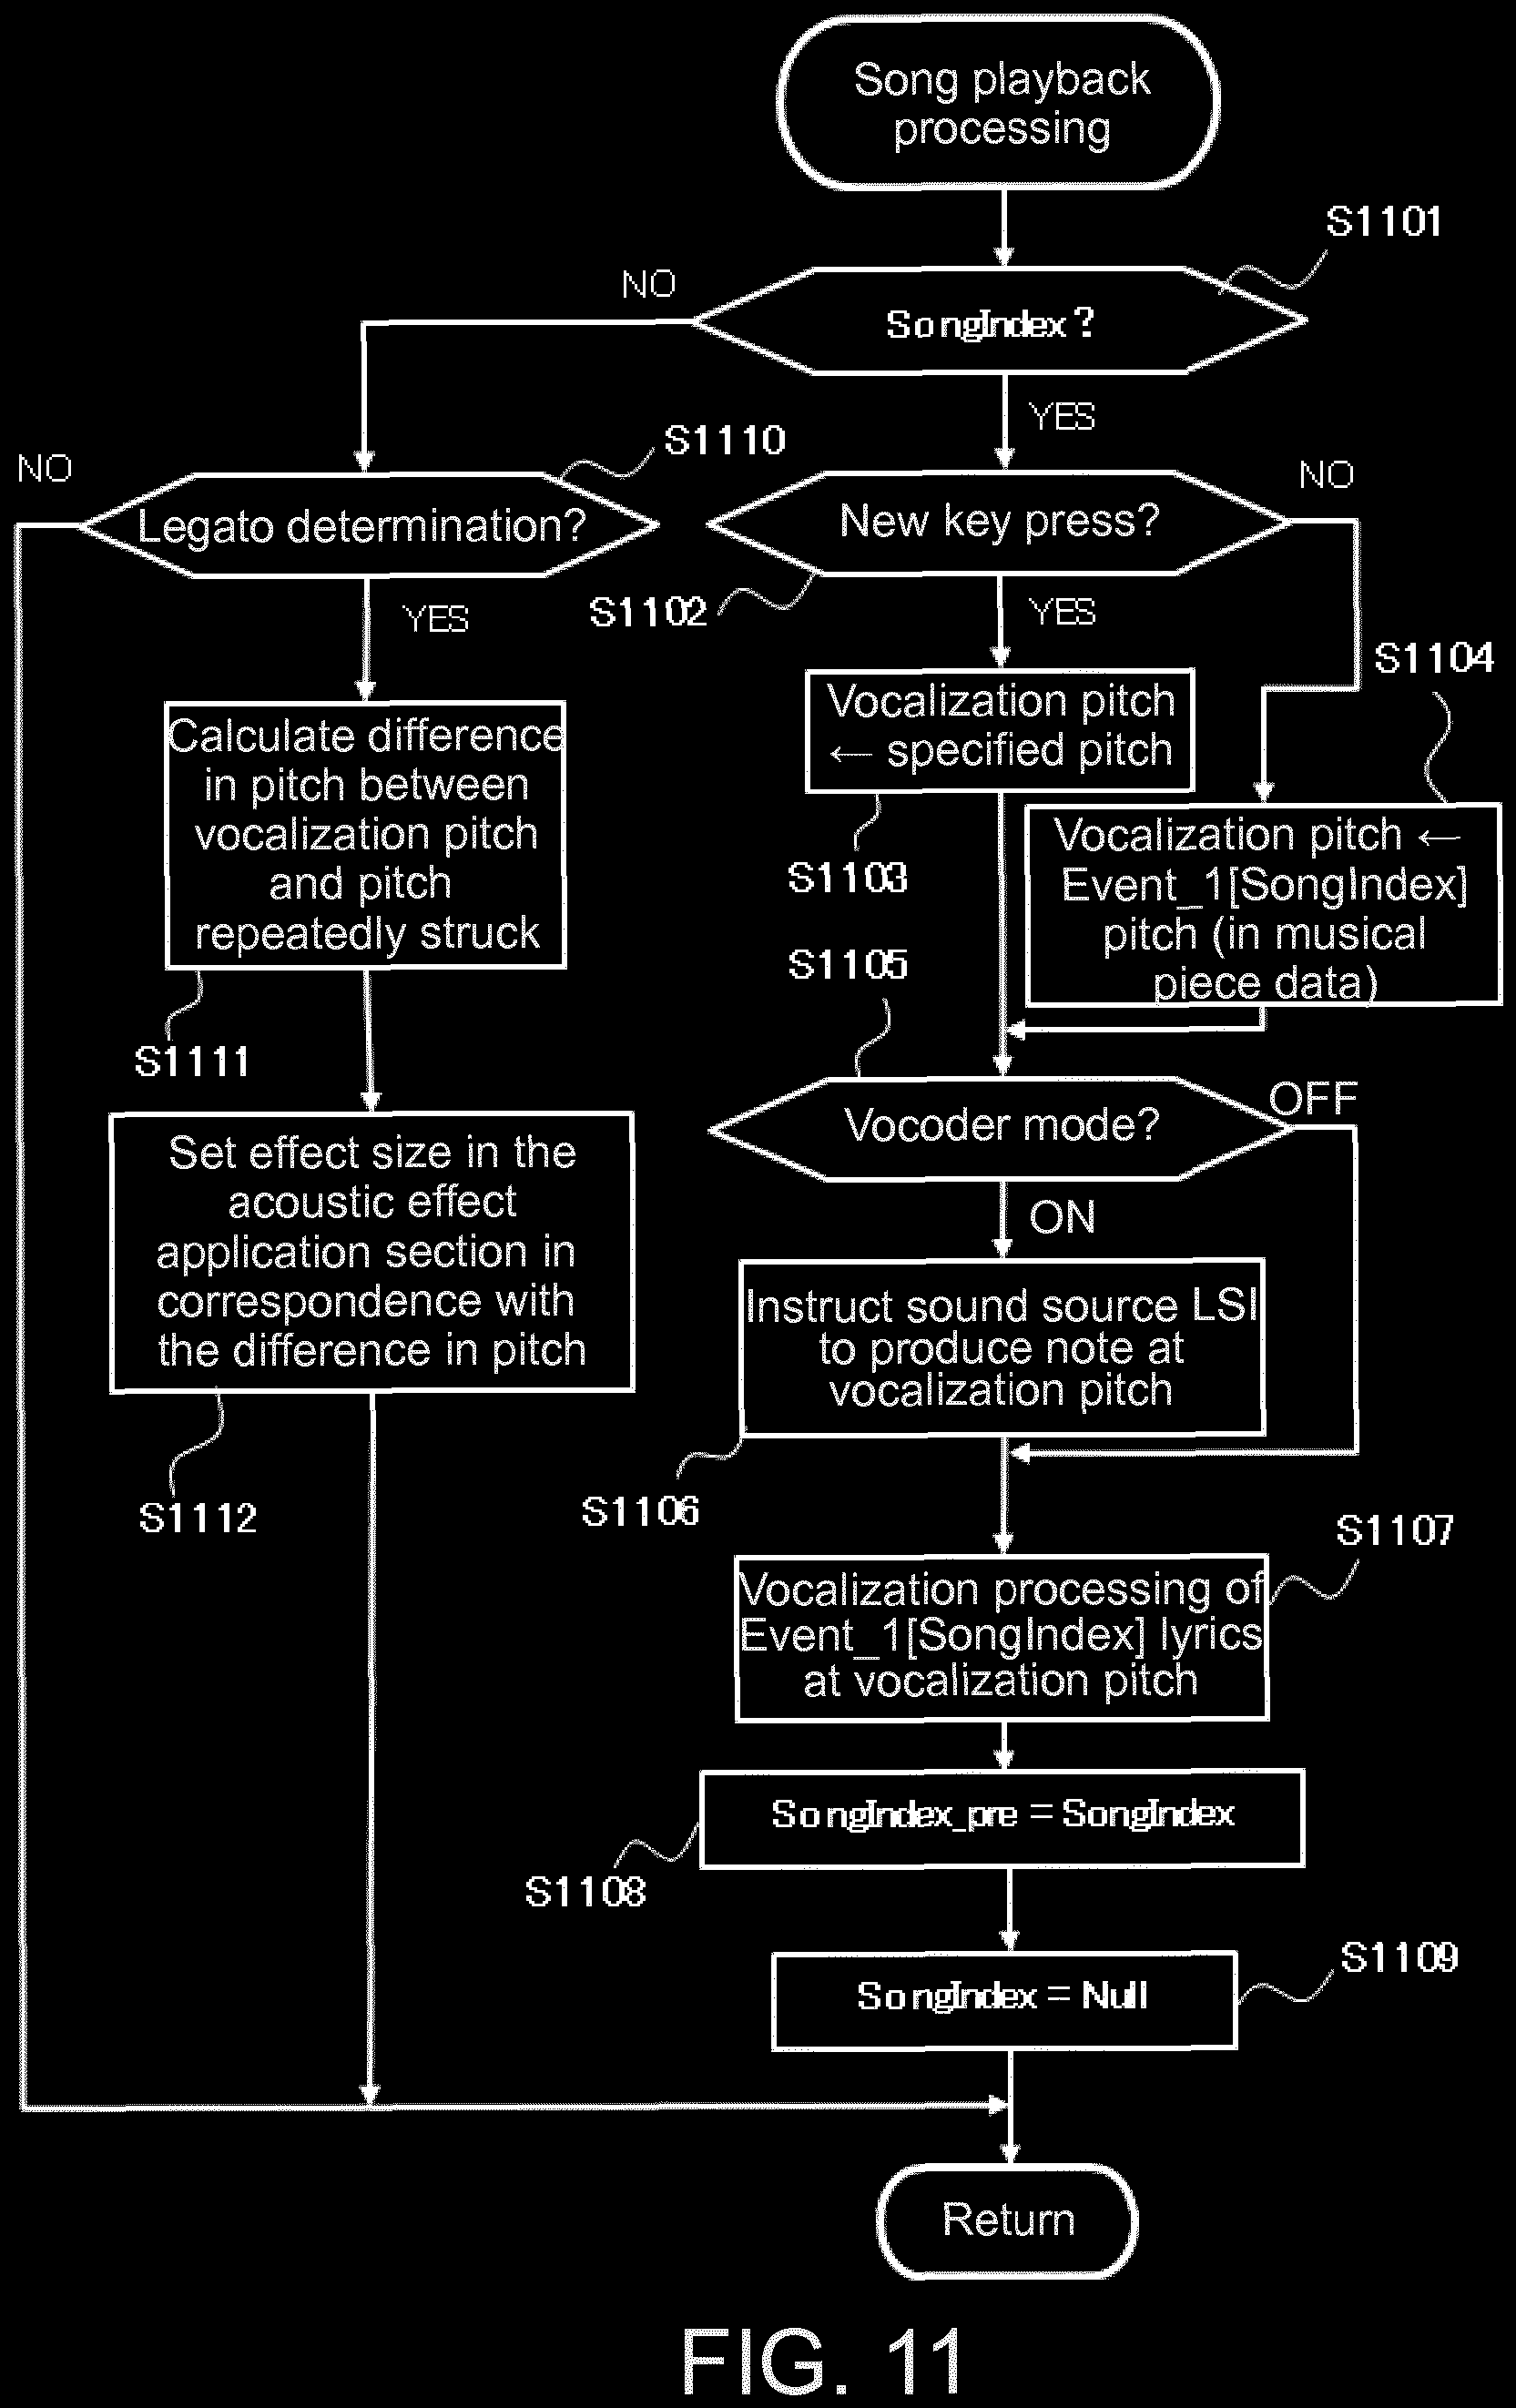 Song playback
processing
S1101
NO
SongIndex?
YES
S1110
NO
Legato determination?
New key press?
NO
S1102
YES
YES
S1104
Vocalization pitch
← specified pitch
Calculate difference
in pitch between
vocalization pitch
and pitch
repeatedly struck
S1103
Vocalization pitch ←
Event_1[SongIndex]
pitch (in musical
piece data)
S1105
S1111
Vocoder mode?
OFF
ON
Set effect size in the
acoustic effect
application section in
correspondence with
the difference in pitch
Instruct sound source LSI
to produce note at
vocalization pitch
S1112
S1106
S1107
Vocalization processing of
Event_1[SongIndex] lyrics
at vocalization pitch
SongIndex_pre = SongIndex
S1108
S1109
SongIndex = Null
Return
FIG. 11